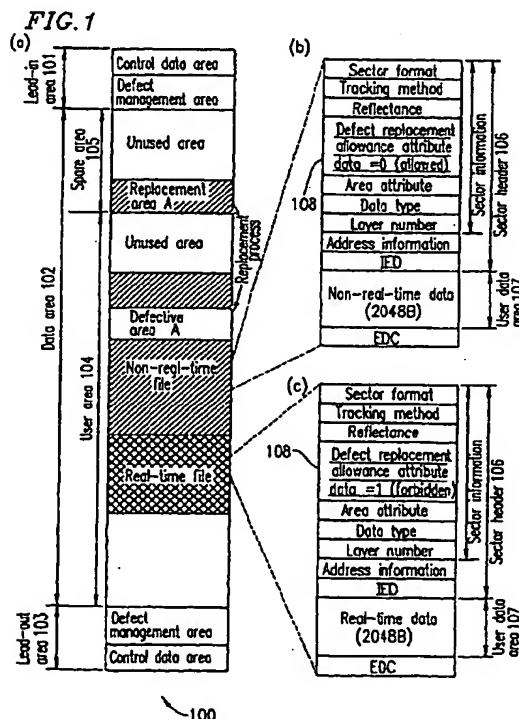 FIG. 1
(a)
Lead-in area 101
Control data area
Defect management area
Data area 102
Spare area 105
Unused area
Replacement area A
User area 104
Unused area
Replacement process
Defective area A
Non-real-time file
Real-time file
Lead-out area 103
Defect management area
Control data area
100
(b)
Sector format
Tracking method
Reflectance
Defect replacement
allowance attribute
data =0 (allowed)
108
Area attribute
Data type
Layer number
Address information
IED
Non-real-time data
(2048B)
EDC
Sector information
Sector header 106
User data area 107
(c)
Sector format
Tracking method
Reflectance
Defect replacement
allowance attribute
data =1 (forbidden)
108
Area attribute
Data type
Layer number
Address information
IED
Real-time data
(2048B)
EDC
Sector information
Sector header 106
User data area 107